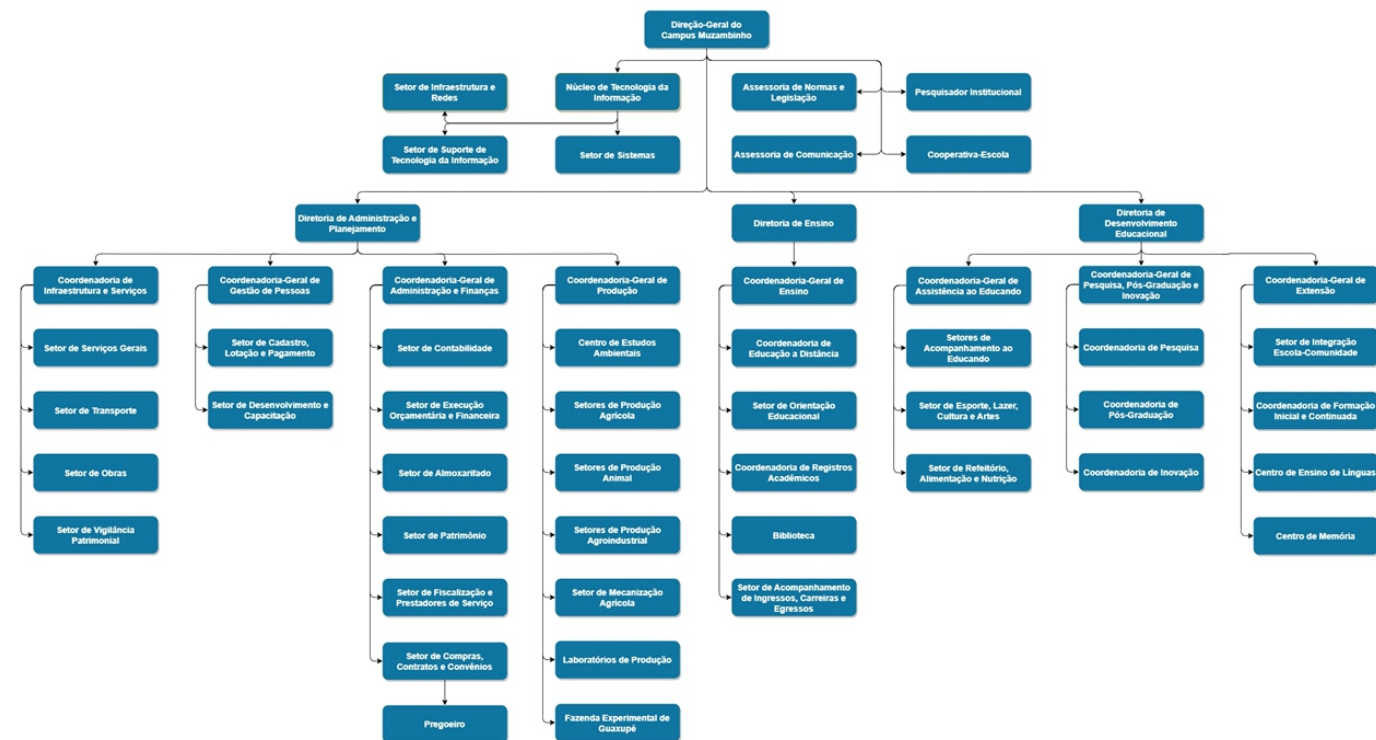 Direção-Geral do
Campus Muzambinho
Setor de Infraestrutura e
Redes
Núcleo de Tecnologia da
Informação
Assessoria de Normas e
Legislação
Pesquisador Institucional
Setor de Suporte de
Tecnologia da Informação
Setor de Sistemas
Assessoria de Comunicação
Cooperativa-Escola
Diretoria de Administração e
Planejamento
Diretoria de Ensino
Diretoria de
Desenvolvimento
Educacional
Coordenadoria de
Infraestrutura e Serviços
Setor de Serviços Gerais
Setor de Transporte
Setor de Obras
Setor de Vigilância
Patrimonial
Coordenadoria-Geral de
Gestão de Pessoas
Setor de Cadastro,
Lotação e Pagamento
Setor de Desenvolvimento e
Capacitação
Coordenadoria-Geral de
Administração e Finanças
Setor de Contabilidade
Setor de Execução
Orçamentária e Financeira
Setor de Almoxarifado
Setor de Patrimônio
Setor de Fiscalização e
Prestadores de Serviço
Setor de Compras,
Contratos e Convênios
Pregoeiro
Coordenadoria-Geral de
Produção
Centro de Estudos
Ambientais
Setores de Produção
Agrícola
Setores de Produção
Animal
Setores de Produção
Agroindustrial
Setor de Mecanização
Agrícola
Laboratórios de Produção
Fazenda Experimental de
Guaxupé
Coordenadoria-Geral de
Ensino
Coordenadoria de
Educação a Distância
Setor de Orientação
Educacional
Coordenadoria de Registros
Acadêmicos
Biblioteca
Setor de Acompanhamento
de Ingressos, Carreiras e
Egressos
Coordenadoria-Geral de
Assistência ao Educando
Setores de
Acompanhamento ao
Educando
Setor de Esporte, Lazer,
Cultura e Artes
Setor de Refeitório,
Alimentação e Nutrição
Coordenadoria-Geral de
Pesquisa, Pós-Graduação e
Inovação
Coordenadoria de Pesquisa
Coordenadoria de
Pós-Graduação
Coordenadoria de Inovação
Coordenadoria-Geral de
Extensão
Setor de Integração
Escola-Comunidade
Coordenadoria de Formação
Inicial e Continuada
Centro de Ensino de Línguas
Centro de Memória